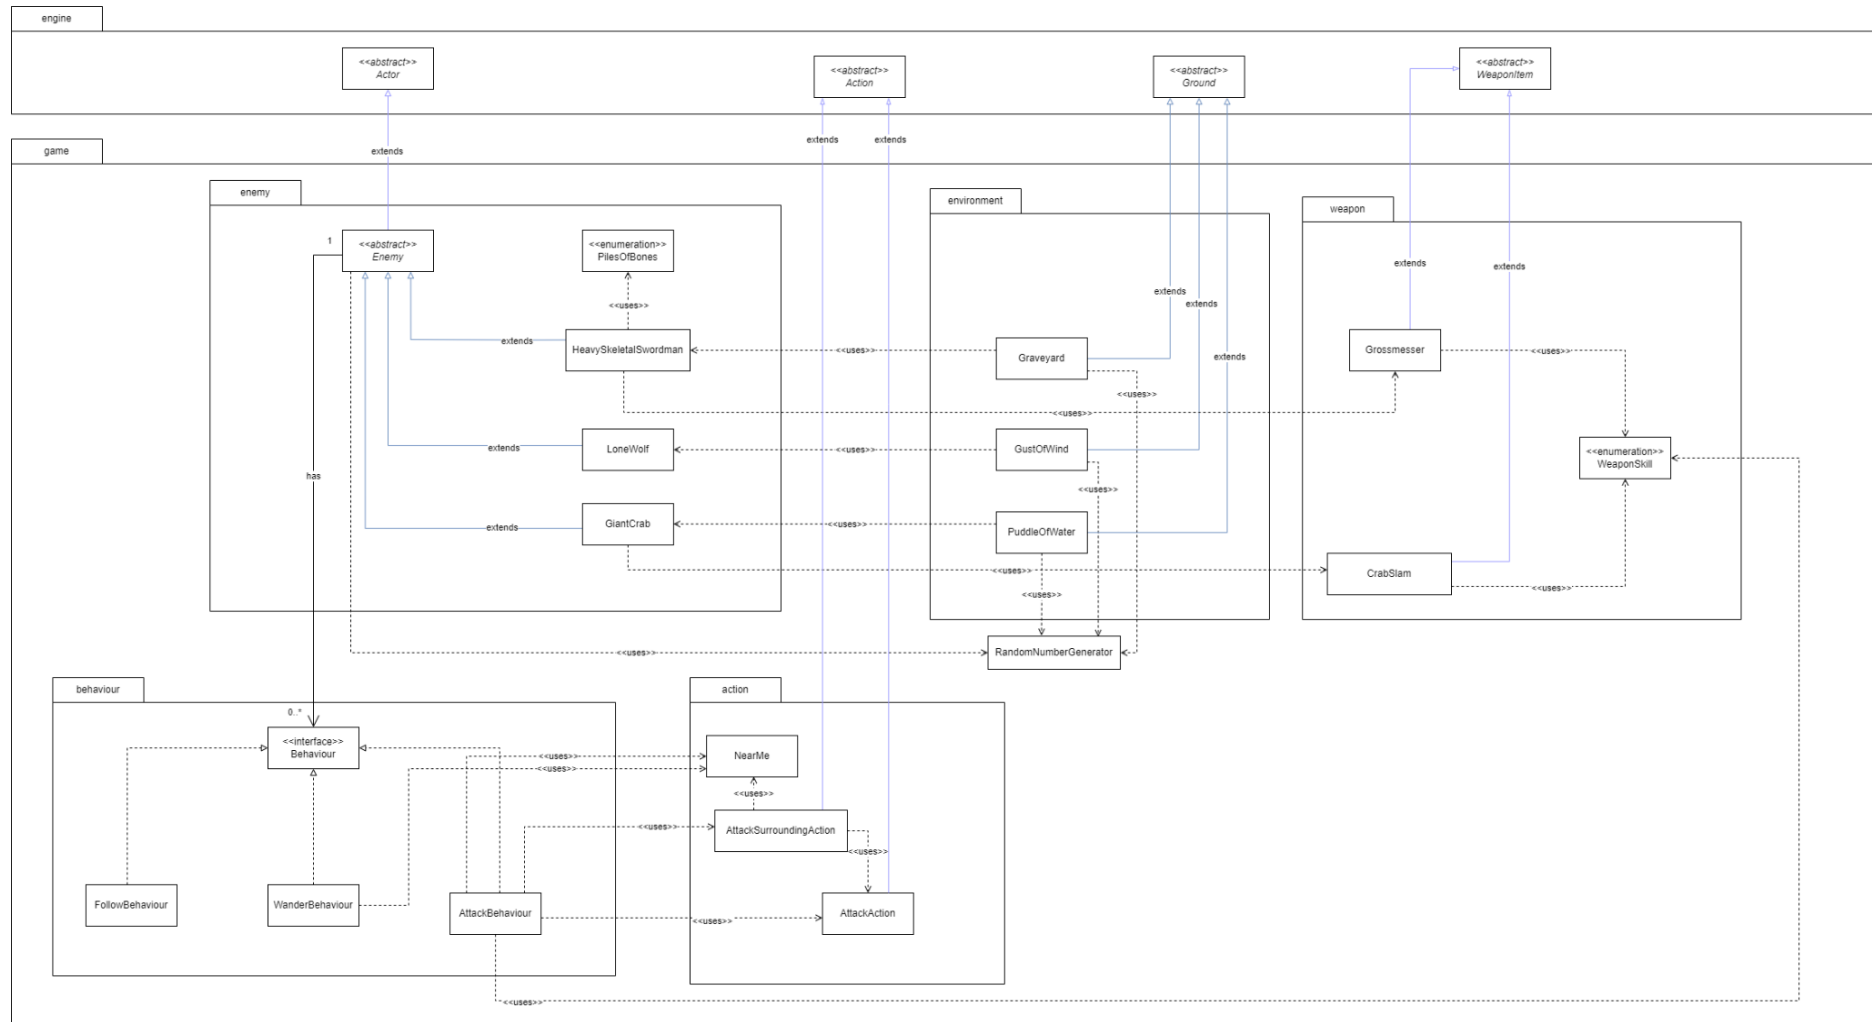 engine
<<abstract>>
Actor
<<abstract>>
Action
<<abstract>>
Ground
<<abstract>>
WeaponItem
game
extends
extends
extends
enemy
environment
weapon
1
<<abstract>>
Enemy
<<enumeration>>
PilesOfBones
<<uses>>
extends
extends
extends
extends
extends
HeavySkeletalSwordman
extends
<<uses>>
Graveyard
<<uses>>
Grossmesser
<<uses>>
<<uses>>
LoneWolf
extends
<<uses>>
GustOfWind
<<uses>>
<<enumeration>>
WeaponSkill
has
GiantCrab
extends
<<uses>>
PuddleOfWater
<<uses>>
<<uses>>
CrabSlam
<<uses>>
<<uses>>
RandomNumberGenerator
behaviour
action
0..*
<<interface>>
Behaviour
<<uses>>
<<uses>>
NearMe
<<uses>>
<<uses>>
AttackSurroundingAction
<<uses>>
FollowBehaviour
WanderBehaviour
AttackBehaviour
<<uses>>
AttackAction
<<uses>>